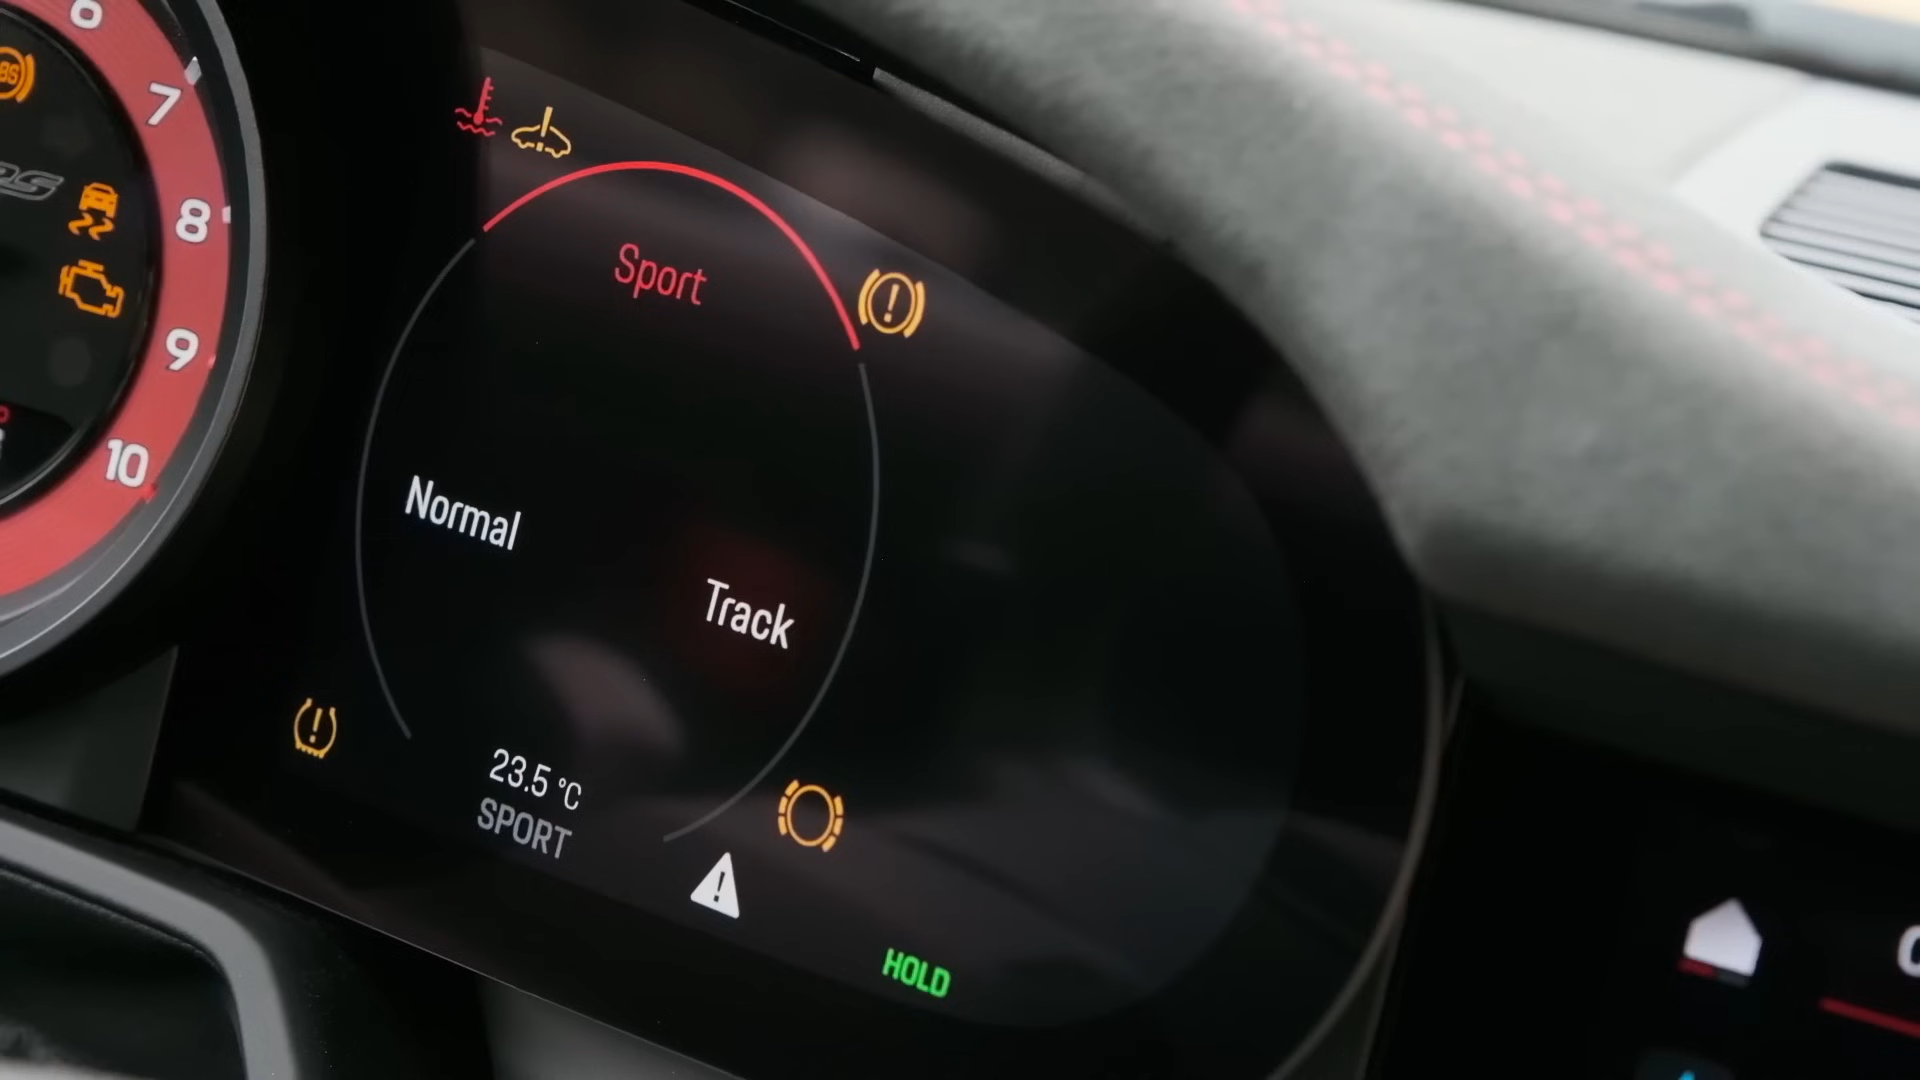 6
7
8
9
10
Sport
Normal
Track
23.5 °C
SPORT
HOLD